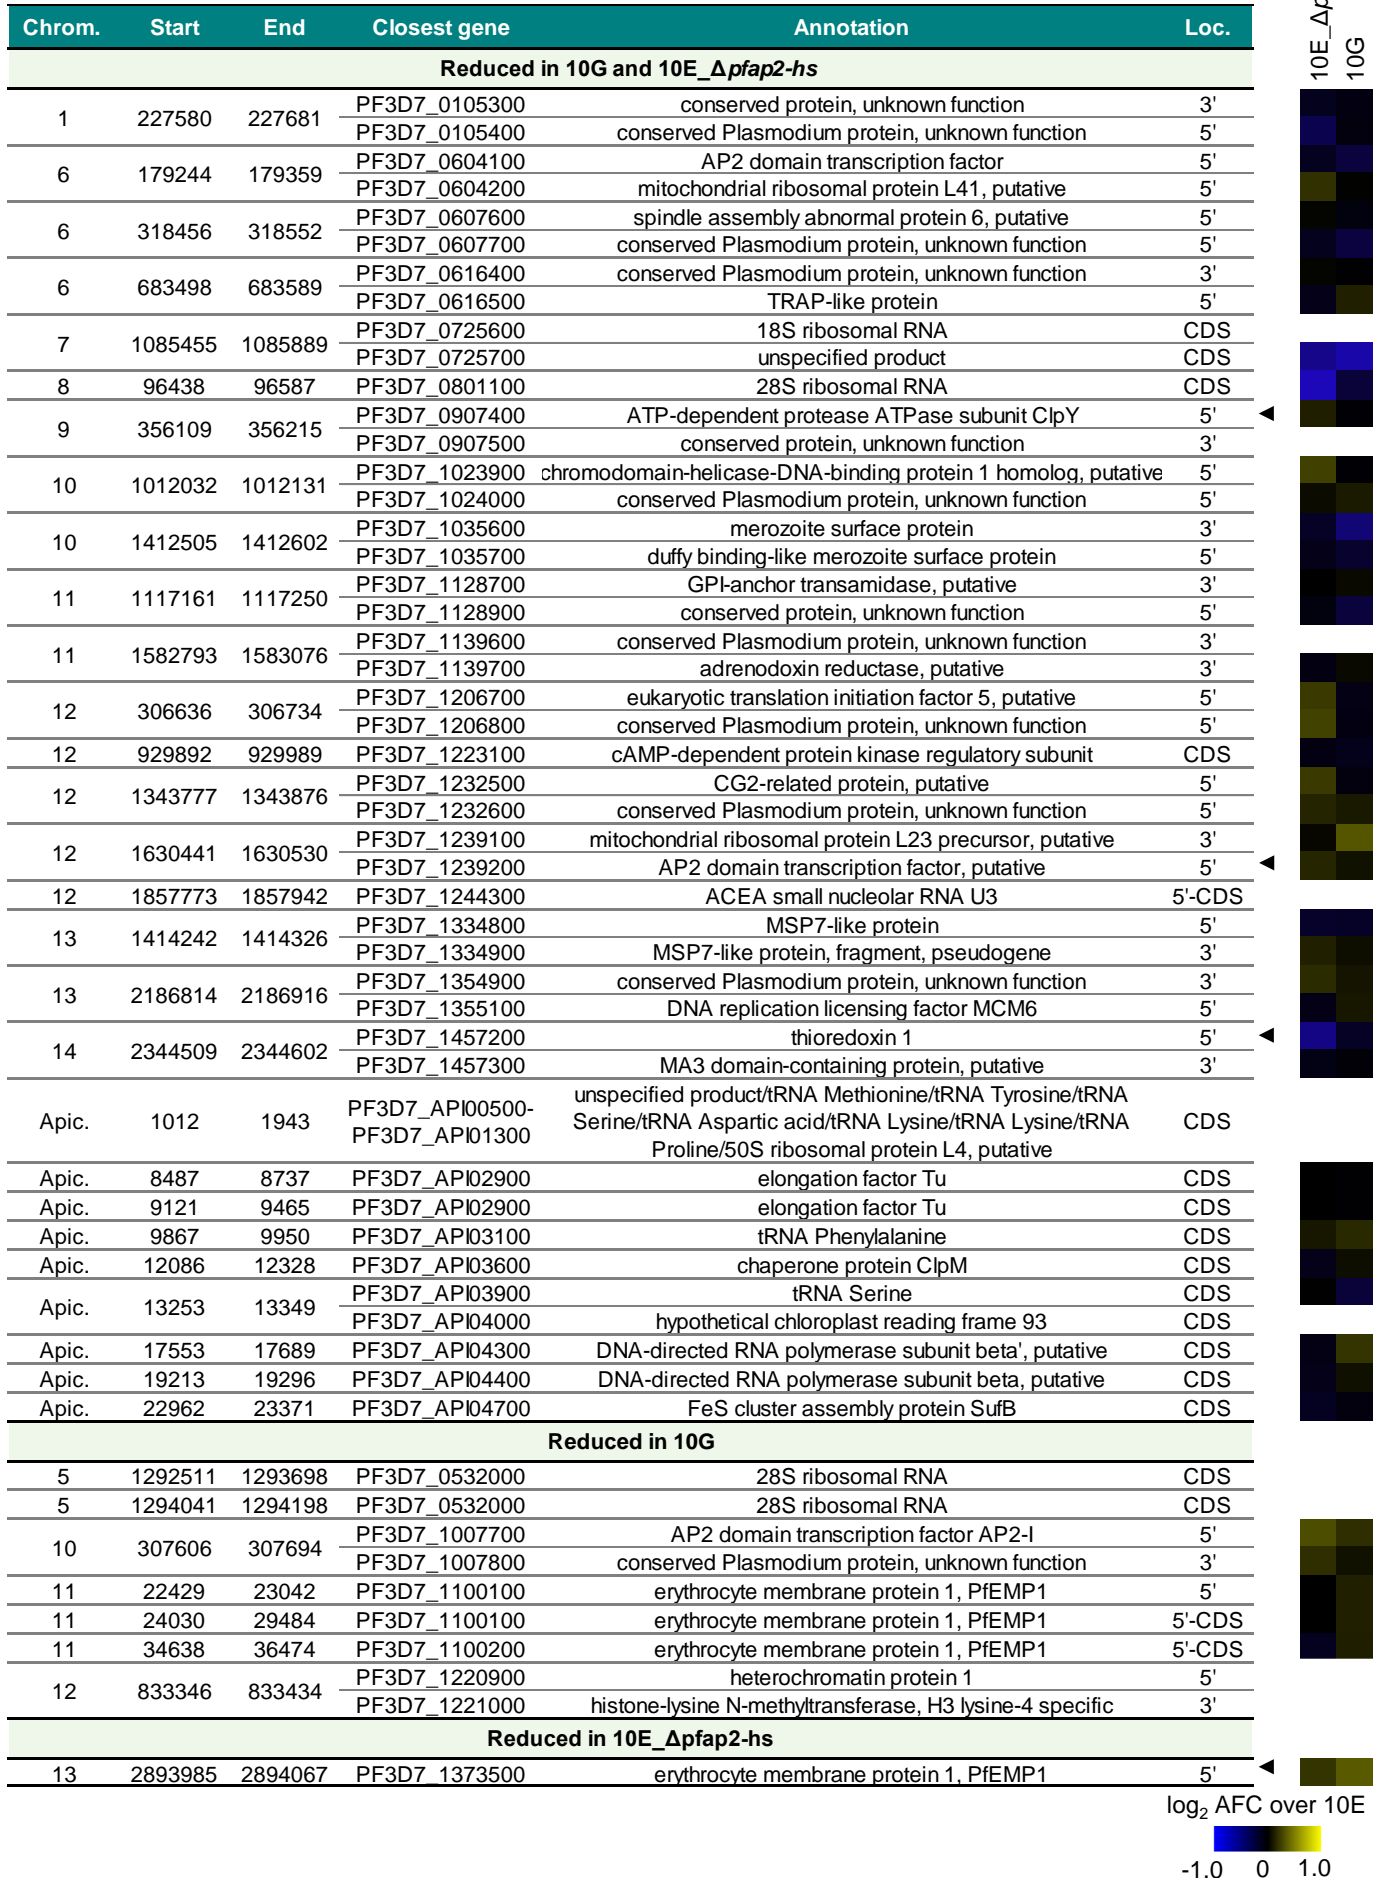 Chrom. Start End Closest gene Annotation Loc.
10E_Δp
10G
Reduced in 10G and 10E_Δpfap2-hs
1 227580 227681 PF3D7_0105300 conserved protein, unknown function 3'
PF3D7_0105400 conserved Plasmodium protein, unknown function 5'
6 179244 179359 PF3D7_0604100 AP2 domain transcription factor 5'
PF3D7_0604200 mitochondrial ribosomal protein L41, putative 5'
6 318456 318552 PF3D7_0607600 spindle assembly abnormal protein 6, putative 5'
PF3D7_0607700 conserved Plasmodium protein, unknown function 5'
6 683498 683589 PF3D7_0616400 conserved Plasmodium protein, unknown function 3'
PF3D7_0616500 TRAP-like protein 5'
7 1085455 1085889 PF3D7_0725600 18S ribosomal RNA CDS
PF3D7_0725700 unspecified product CDS
8 96438 96587 PF3D7_0801100 28S ribosomal RNA CDS
9 356109 356215 PF3D7_0907400 ATP-dependent protease ATPase subunit ClpY 5' ◄
PF3D7_0907500 conserved protein, unknown function 3'
10 1012032 1012131 PF3D7_1023900 chromodomain-helicase-DNA-binding protein 1 homolog, putative 5'
PF3D7_1024000 conserved Plasmodium protein, unknown function 5'
10 1412505 1412602 PF3D7_1035600 merozoite surface protein 3'
PF3D7_1035700 duffy binding-like merozoite surface protein 5'
11 1117161 1117250 PF3D7_1128700 GPI-anchor transamidase, putative 3'
PF3D7_1128900 conserved protein, unknown function 5'
11 1582793 1583076 PF3D7_1139600 conserved Plasmodium protein, unknown function 3'
PF3D7_1139700 adrenodoxin reductase, putative 3'
12 306636 306734 PF3D7_1206700 eukaryotic translation initiation factor 5, putative 5'
PF3D7_1206800 conserved Plasmodium protein, unknown function 5'
12 929892 929989 PF3D7_1223100 cAMP-dependent protein kinase regulatory subunit CDS
12 1343777 1343876 PF3D7_1232500 CG2-related protein, putative 5'
PF3D7_1232600 conserved Plasmodium protein, unknown function 5'
12 1630441 1630530 PF3D7_1239100 mitochondrial ribosomal protein L23 precursor, putative 3'
PF3D7_1239200 AP2 domain transcription factor, putative 5' ◄
12 1857773 1857942 PF3D7_1244300 ACEA small nucleolar RNA U3 5'-CDS
13 1414242 1414326 PF3D7_1334800 MSP7-like protein 5'
PF3D7_1334900 MSP7-like protein, fragment, pseudogene 3'
13 2186814 2186916 PF3D7_1354900 conserved Plasmodium protein, unknown function 3'
PF3D7_1355100 DNA replication licensing factor MCM6 5'
14 2344509 2344602 PF3D7_1457200 thioredoxin 1 5' ◄
PF3D7_1457300 MA3 domain-containing protein, putative 3'
Apic. 1012 1943 PF3D7_API00500-PF3D7_API01300 unspecified product/tRNA Methionine/tRNA Tyrosine/tRNA
Serine/tRNA Aspartic acid/tRNA Lysine/tRNA Lysine/tRNA CDS
Proline/50S ribosomal protein L4, putative
Apic. 8487 8737 PF3D7_API02900 elongation factor Tu CDS
Apic. 9121 9465 PF3D7_API02900 elongation factor Tu CDS
Apic. 9867 9950 PF3D7_API03100 tRNA Phenylalanine CDS
Apic. 12086 12328 PF3D7_API03600 chaperone protein ClpM CDS
Apic. 13253 13349 PF3D7_API03900 tRNA Serine CDS
PF3D7_API04000 hypothetical chloroplast reading frame 93 CDS
Apic. 17553 17689 PF3D7_API04300 DNA-directed RNA polymerase subunit beta', putative CDS
Apic. 19213 19296 PF3D7_API04400 DNA-directed RNA polymerase subunit beta, putative CDS
Apic. 22962 23371 PF3D7_API04700 FeS cluster assembly protein SufB CDS
Reduced in 10G
5 1292511 1293698 PF3D7_0532000 28S ribosomal RNA CDS
5 1294041 1294198 PF3D7_0532000 28S ribosomal RNA CDS
10 307606 307694 PF3D7_1007700 AP2 domain transcription factor AP2-I 5'
PF3D7_1007800 conserved Plasmodium protein, unknown function 3'
11 22429 23042 PF3D7_1100100 erythrocyte membrane protein 1, PfEMP1 5'
11 24030 29484 PF3D7_1100100 erythrocyte membrane protein 1, PfEMP1 5'-CDS
11 34638 36474 PF3D7_1100200 erythrocyte membrane protein 1, PfEMP1 5'-CDS
12 833346 833434 PF3D7_1220900 heterochromatin protein 1 5'
PF3D7_1221000 histone-lysine N-methyltransferase, H3 lysine-4 specific 3'
Reduced in 10E_Δpfap2-hs
13 2893985 2894067 PF3D7_1373500 erythrocyte membrane protein 1, PfEMP1 5' ◄
log₂ AFC over 10E
-1.0 0 1.0